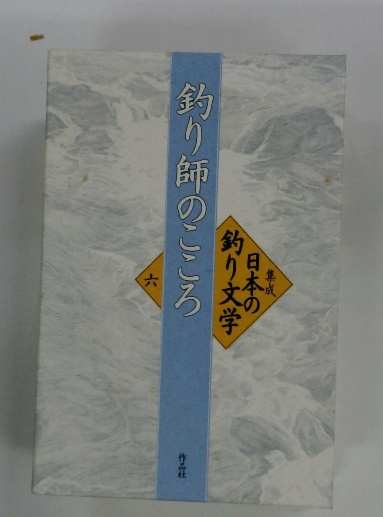 釣り師のこころ
集成
日本の
釣り文学
六
作品社